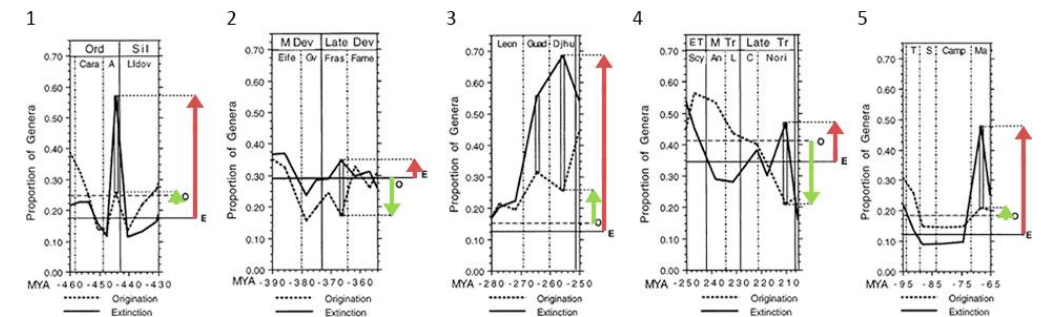 1
Ord Sil
Cara A Lldov
0.70
0.60
0.50
0.40
0.30
0.20
0.10
0.00
Proportion of Genera
O
E
MYA -460 -450 -440 -430
Origination
Extinction
2
M Dev Late Dev
Eife Gv Fras Fame
0.70
0.60
0.50
0.40
0.30
0.20
0.10
0.00
Proportion of Genera
E
O
MYA -390 -380 -370 -360
Origination
Extinction
3
Leon Guad Djhu
0.70
0.60
0.50
0.40
0.30
0.20
0.10
0.00
Proportion of Genera
O
E
MYA -280 -270 -260 -250
Origination
Extinction
4
ET M Tr Late Tr
Scy An L C Nori
0.70
0.60
0.50
0.40
0.30
0.20
0.10
0.00
Proportion of Genera
O
E
MYA -250 240 230 220 210
Origination
Extinction
5
T S Camp Ma
0.70
0.60
0.50
0.40
0.30
0.20
0.10
0.00
Proportion of Genera
O
E
MYA -95 -85 -75 -65
Origination
Extinction